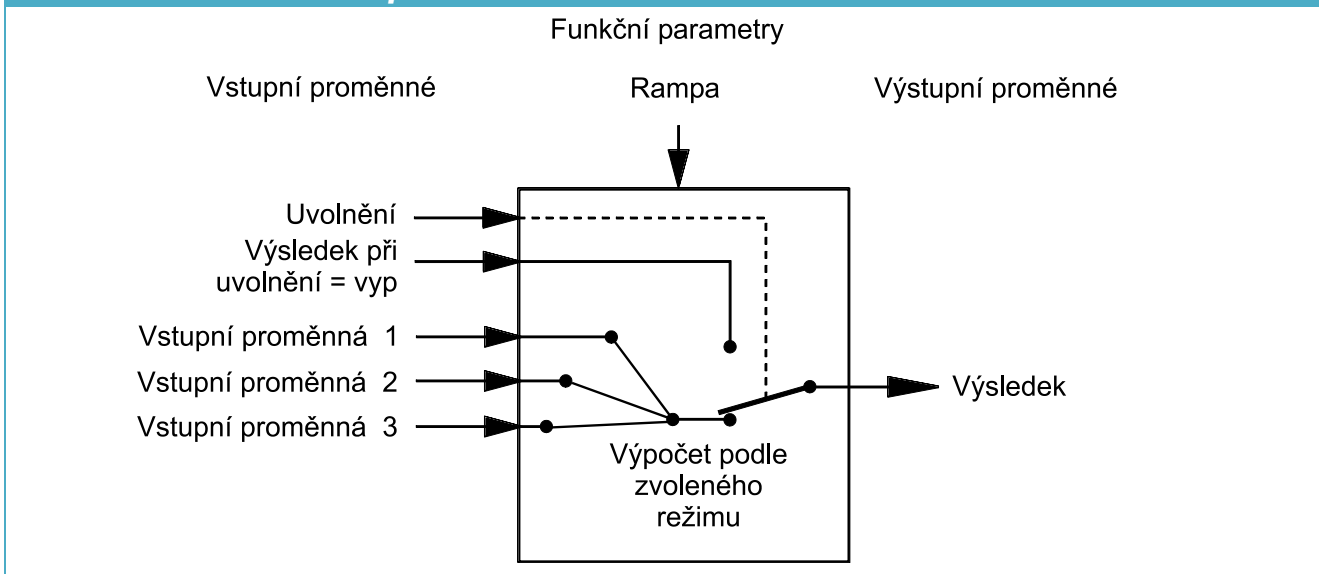 Funkční parametry
Vstupní proměnné Rampa Výstupní proměnné
Uvolnění
Výsledek při
uvolnění = vyp
Vstupní proměnná 1
Vstupní proměnná 2
Vstupní proměnná 3
Výsledek
Výpočet podle
zvoleného
režimu